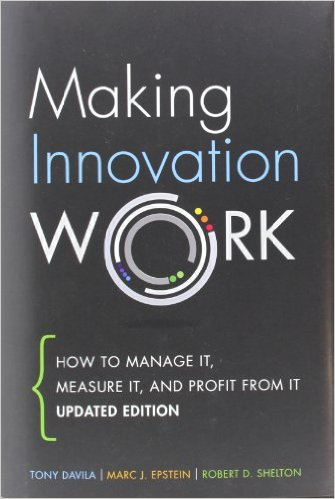 Making
Innovation
WORK
HOW TO MANAGE IT,
MEASURE IT, AND PROFIT FROM IT
UPDATED EDITION
TONY DAVILA | MARC J. EPSTEIN | ROBERT D. SHELTON